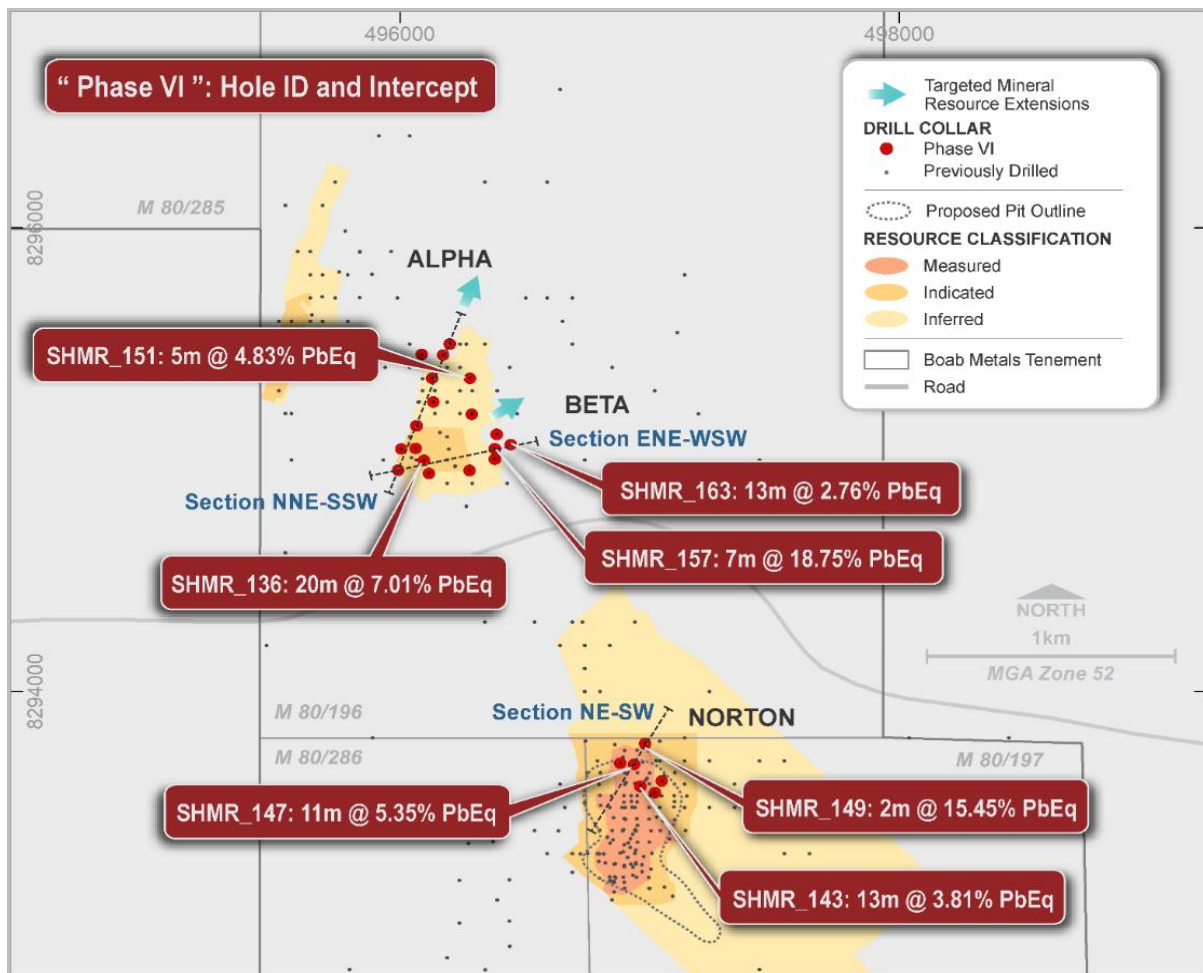 496000
498000
“ Phase VI ”: Hole ID and Intercept
Targeted Mineral
Resource Extensions
DRILL COLLAR
Phase VI
Previously Drilled
Proposed Pit Outline
RESOURCE CLASSIFICATION
Measured
Indicated
Inferred
Boab Metals Tenement
Road
8296000
M 80/285
ALPHA
SHMR_151: 5m @ 4.83% PbEq
BETA
Section ENE-WSW
Section NNE-SSW
SHMR_163: 13m @ 2.76% PbEq
SHMR_157: 7m @ 18.75% PbEq
SHMR_136: 20m @ 7.01% PbEq
NORTH
1km
MGA Zone 52
8294000
M 80/196
Section NE-SW
NORTON
M 80/286
M 80/197
SHMR_147: 11m @ 5.35% PbEq
SHMR_149: 2m @ 15.45% PbEq
SHMR_143: 13m @ 3.81% PbEq